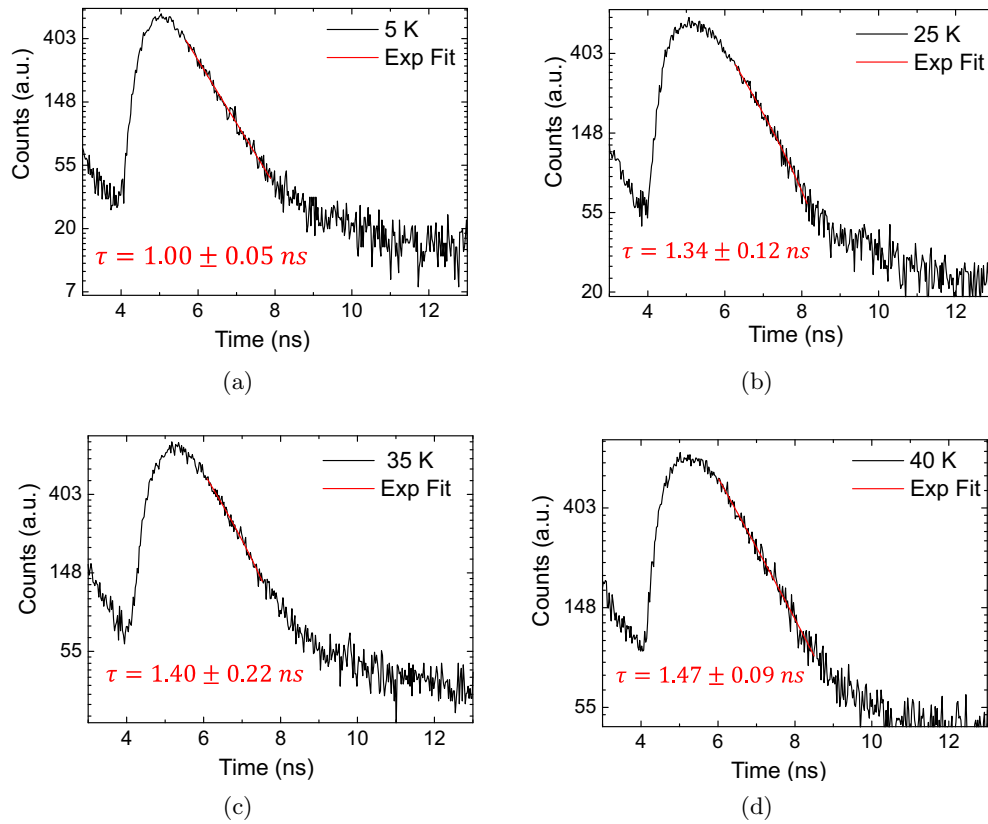 5 K
Exp Fit
Counts (a.u.)
403
148
55
20
7
τ = 1.00 ± 0.05 ns
4 6 8 10 12
Time (ns)
(a)
25 K
Exp Fit
Counts (a.u.)
403
148
55
20
τ = 1.34 ± 0.12 ns
4 6 8 10 12
Time (ns)
(b)
35 K
Exp Fit
Counts (a.u.)
403
148
55
τ = 1.40 ± 0.22 ns
4 6 8 10 12
Time (ns)
(c)
40 K
Exp Fit
Counts (a.u.)
403
148
55
τ = 1.47 ± 0.09 ns
4 6 8 10 12
Time (ns)
(d)